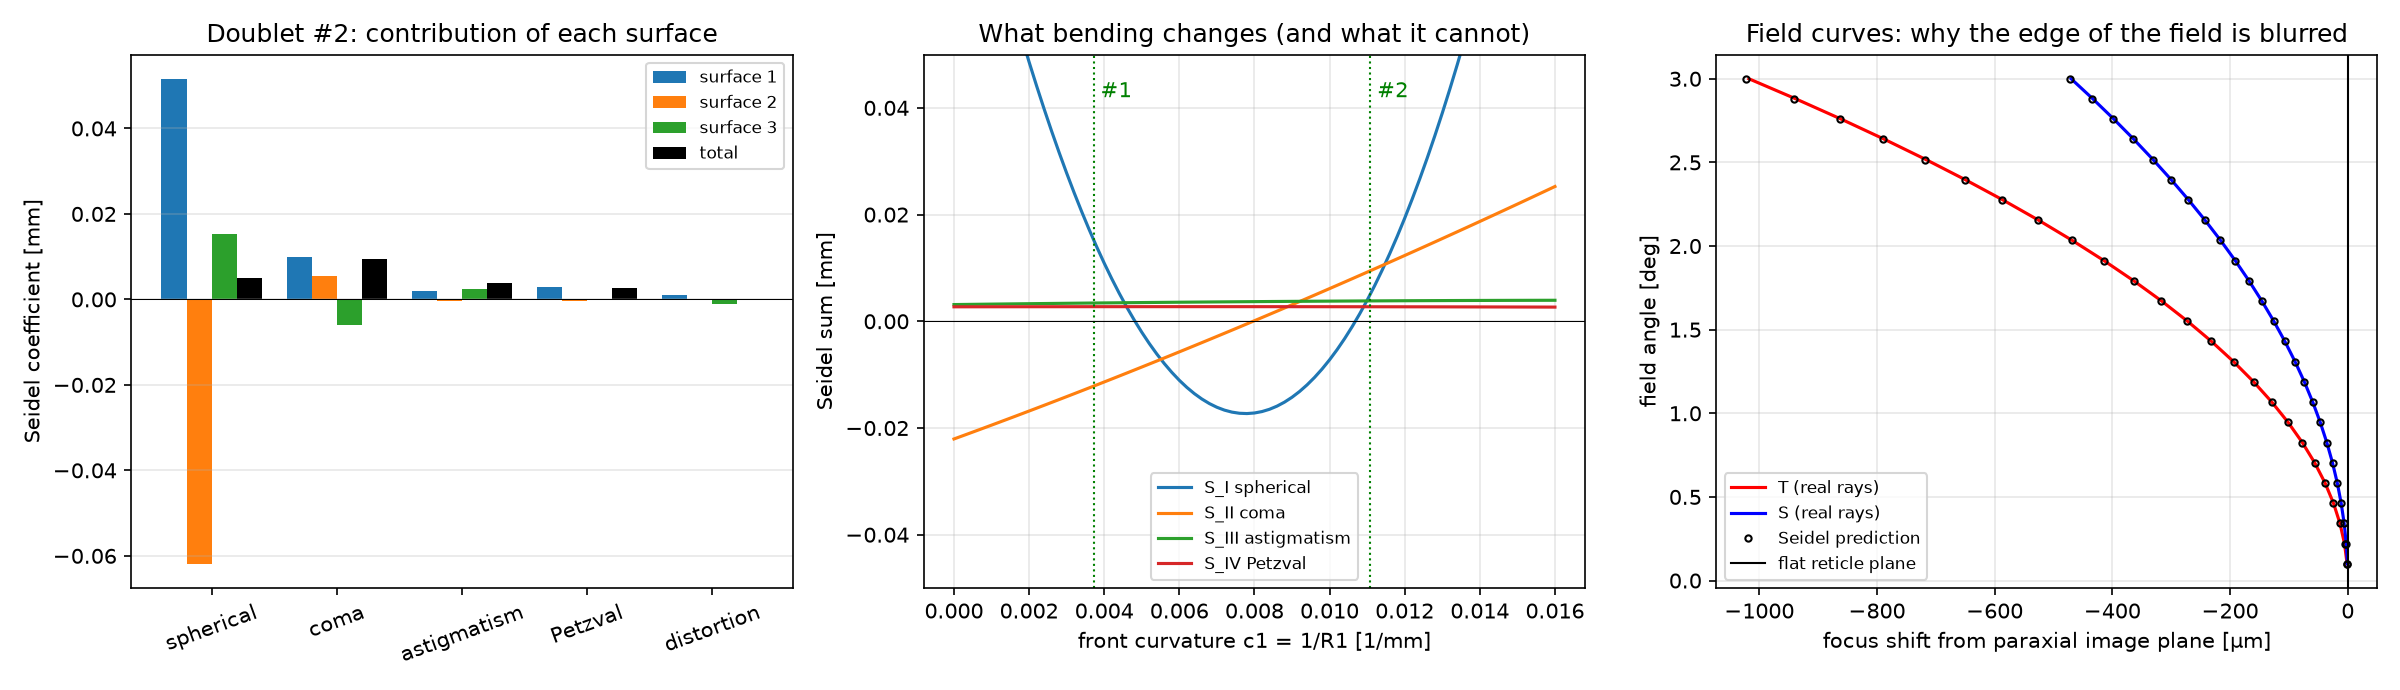 Doublet #2: contribution of each surface
Seidel coefficient [mm]
0.04
0.02
0.00
−0.02
−0.04
−0.06
surface 1
surface 2
surface 3
total
spherical
coma
astigmatism
Petzval
distortion
What bending changes (and what it cannot)
Seidel sum [mm]
0.04
0.02
0.00
−0.02
−0.04
#1
#2
S_I spherical
S_II coma
S_III astigmatism
S_IV Petzval
0.000 0.002 0.004 0.006 0.008 0.010 0.012 0.014 0.016
front curvature c1 = 1/R1 [1/mm]
Field curves: why the edge of the field is blurred
field angle [deg]
3.0
2.5
2.0
1.5
1.0
0.5
0.0
T (real rays)
S (real rays)
Seidel prediction
flat reticle plane
−1000 −800 −600 −400 −200 0
focus shift from paraxial image plane [µm]